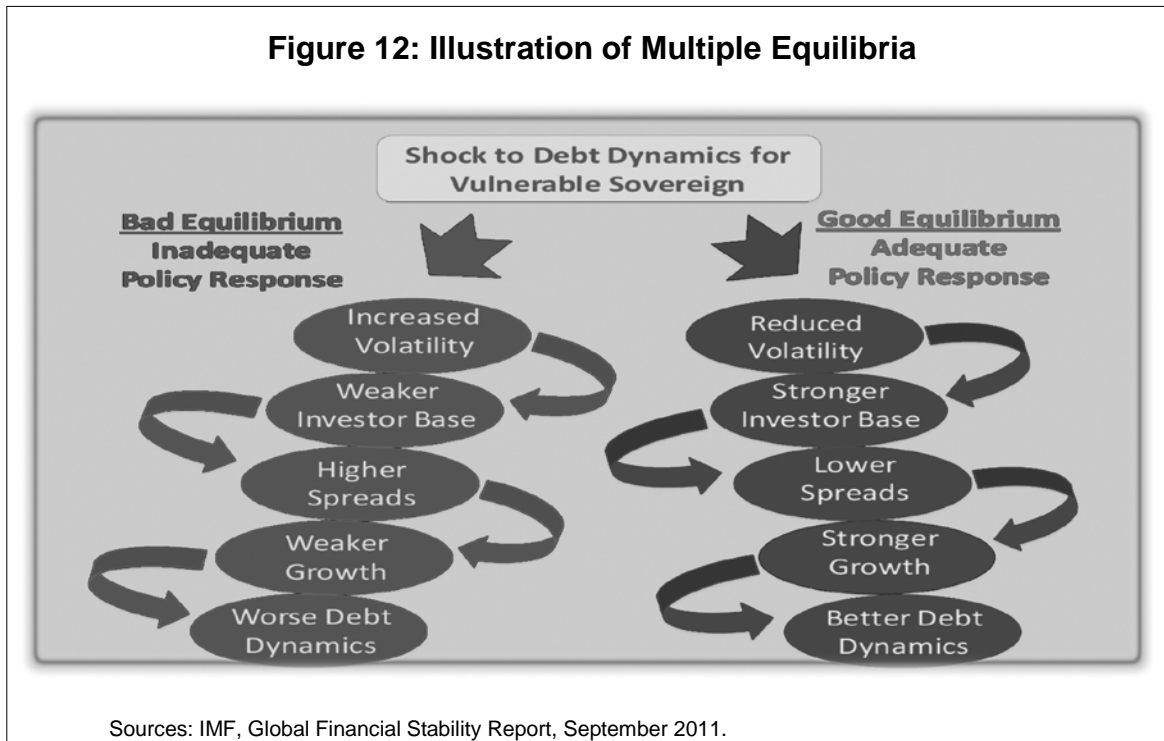 Figure 12: Illustration of Multiple Equilibria
Shock to Debt Dynamics for
Vulnerable Sovereign
Bad Equilibrium
Inadequate
Policy Response
Good Equilibrium
Adequate
Policy Response
Increased
Volatility
Weaker
Investor Base
Higher
Spreads
Weaker
Growth
Worse Debt
Dynamics
Reduced
Volatility
Stronger
Investor Base
Lower
Spreads
Stronger
Growth
Better Debt
Dynamics
Sources: IMF, Global Financial Stability Report, September 2011.